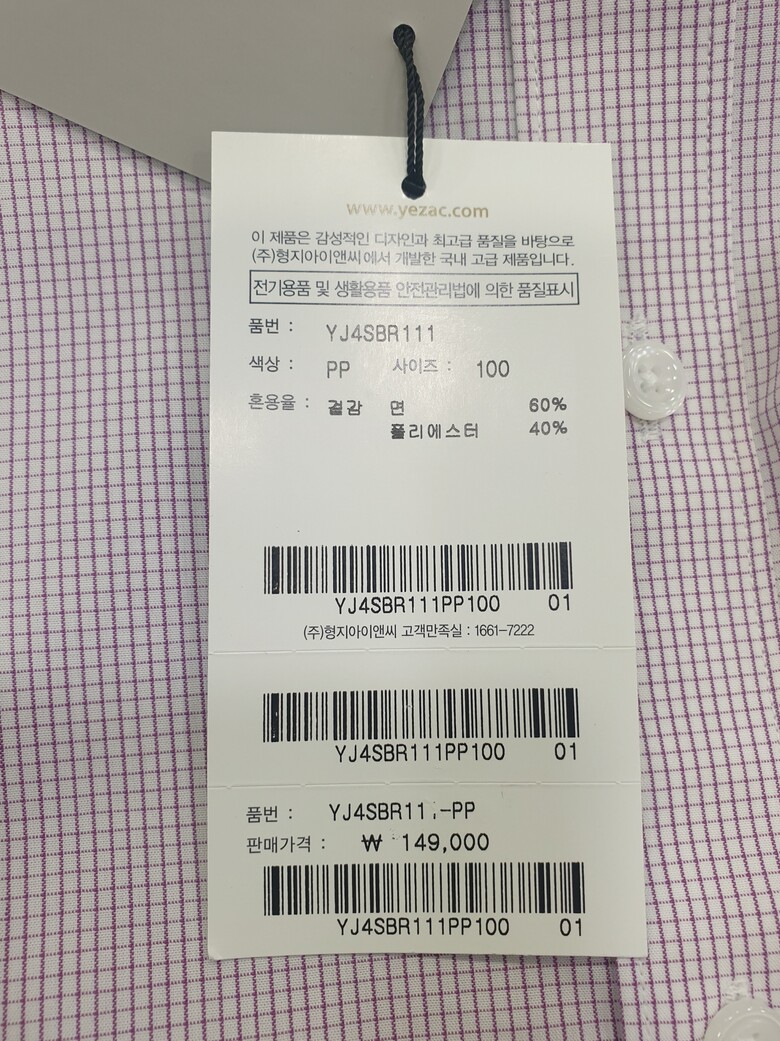 www.yezac.com
이 제품은 감성적인 디자인과 최고급 품질을 바탕으로
(주)형지아이앤씨에서 개발한 국내 고급 제품입니다.
전기용품 및 생활용품 안전관리법에 의한 품질표시
품번 : YJ4SBR111
색상 : PP 사이즈 : 100
혼용율 : 겉감 면 60%
폴리에스터 40%
YJ4SBR111PP100 01
(주)형지아이앤씨 고객만족실 : 1661-7222
YJ4SBR111PP100 01
품번 : YJ4SBR111-PP
판매가격 : ₩ 149,000
YJ4SBR111PP100 01